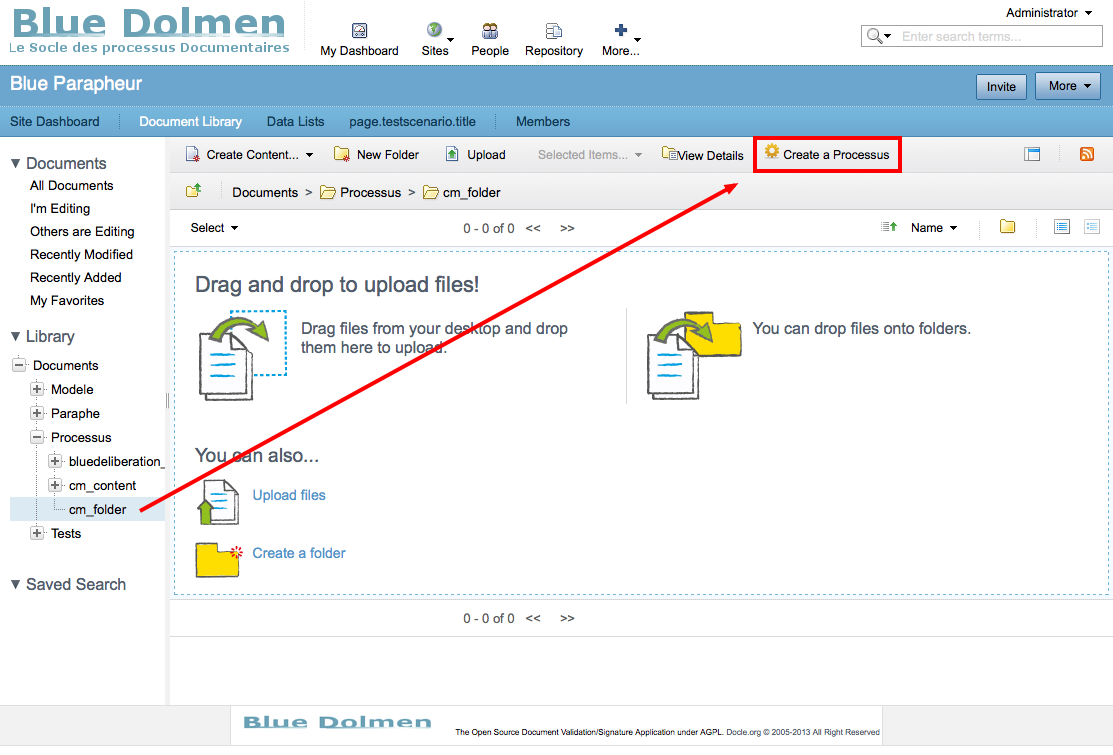 Blue Dolmen
Le Socle des processus Documentaires
My Dashboard
Sites
People
Repository
More...
Administrator
Enter search terms...
Blue Parapheur
Invite
More
Site Dashboard
Document Library
Data Lists
page.testscenario.title
Members
Documents
All Documents
I'm Editing
Others are Editing
Recently Modified
Recently Added
My Favorites
Library
Documents
Modele
Paraphe
Processus
bluedeliberation_
cm_content
cm_folder
Tests
Saved Search
Create Content...
New Folder
Upload
Selected Items...
View Details
Create a Processus
Documents > Processus > cm_folder
Select
0 - 0 of 0 << >>
Name
Drag and drop to upload files!
Drag files from your desktop and drop
them here to upload.
You can drop files onto folders.
You can also...
Upload files
Create a folder
0 - 0 of 0 << >>
Blue Dolmen
The Open Source Document Validation/Signature Application under AGPL. Docle.org © 2005-2013 All Right Reserved